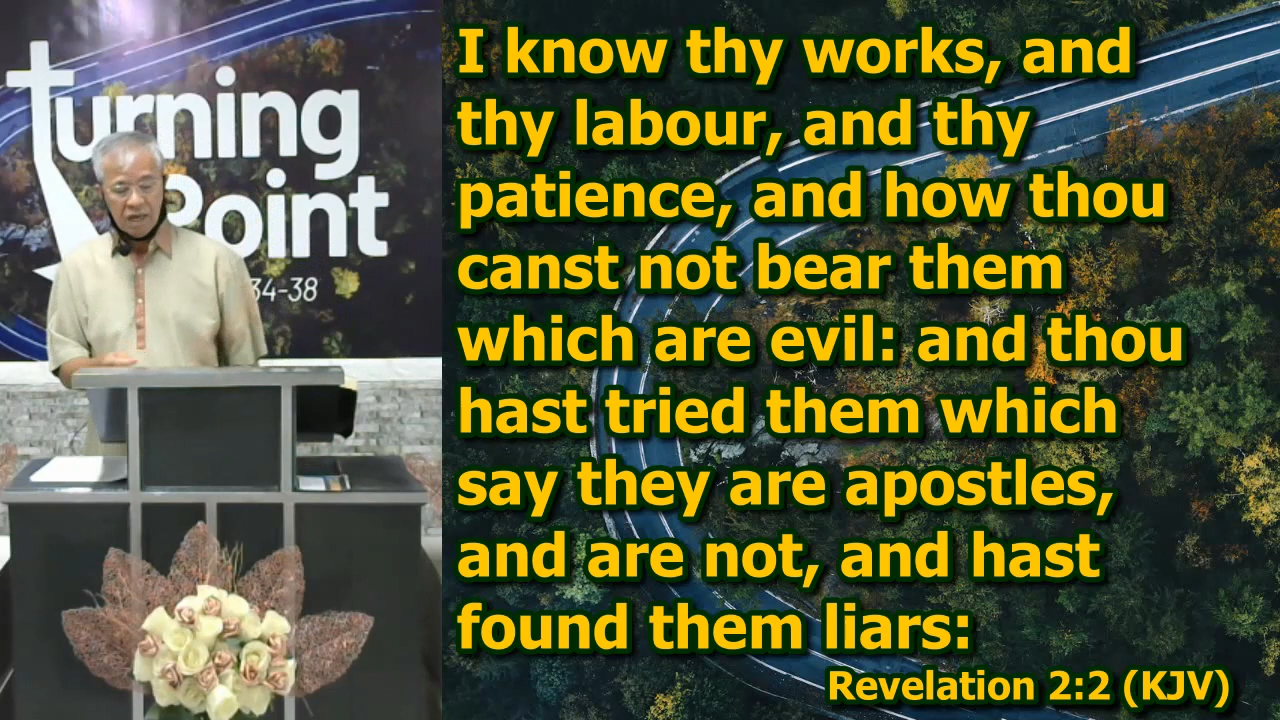 turning
Point
34-38
I know thy works, and
thy labour, and thy
patience, and how thou
canst not bear them
which are evil: and thou
hast tried them which
say they are apostles,
and are not, and hast
found them liars:
Revelation 2:2 (KJV)